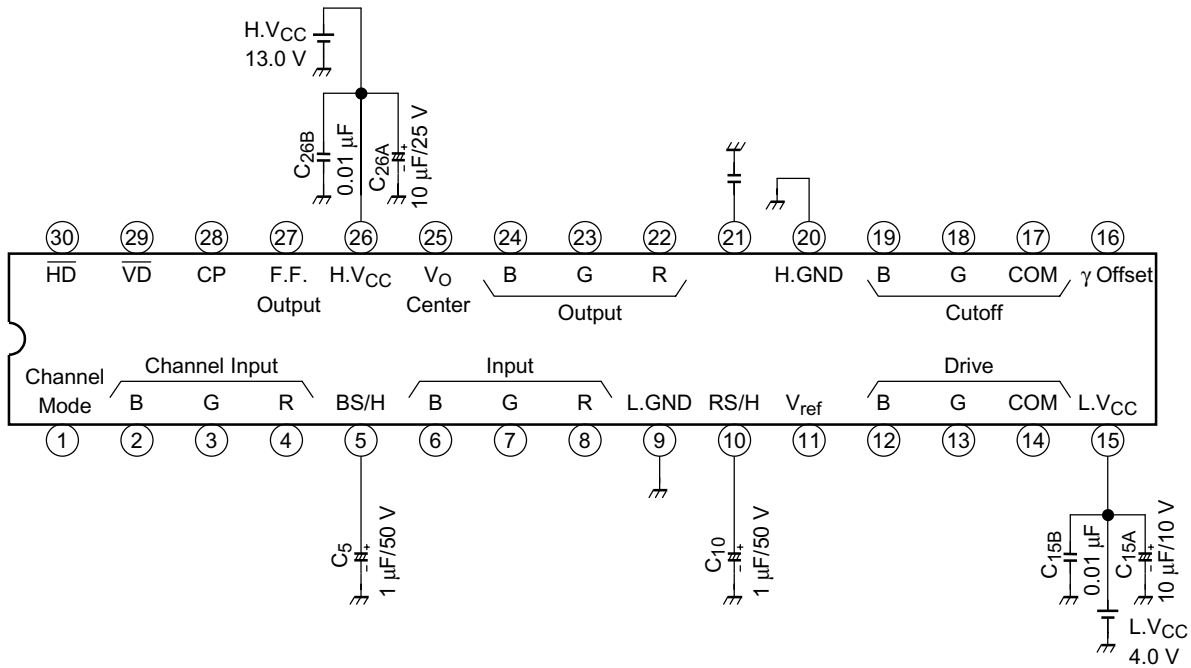 H.VCC
13.0 V
C26B
0.01 μF
C26A
10 μF/25 V
- +
30 29 28 27 26 25 24 23 22 21 20 19 18 17 16
HD VD CP F.F. H.VCC VO B G R H.GND B G COM γ Offset
Output Center Output Cutoff
Channel Channel Input Input Drive
Mode B G R BS/H B G R L.GND RS/H Vref B G COM L.VCC
1 2 3 4 5 6 7 8 9 10 11 12 13 14 15
C5
- +
1 μF/50 V
C10
- +
1 μF/50 V
C15B
0.01 μF
C15A
- +
10 μF/10 V
L.VCC
4.0 V